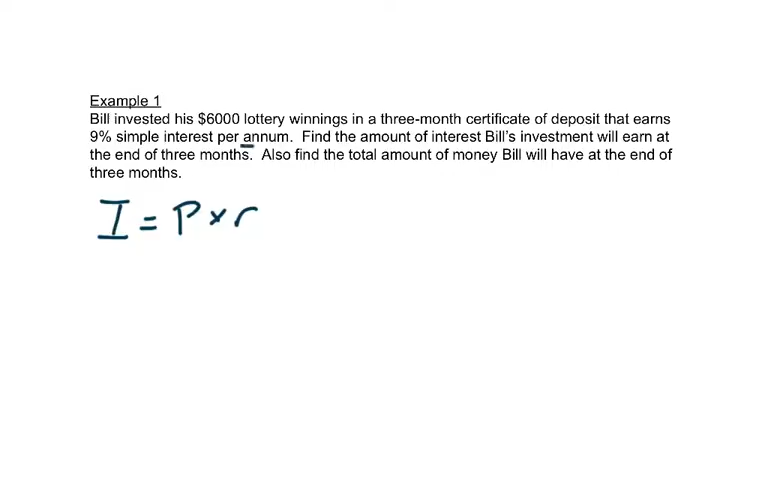 Example 1
Bill invested his $6000 lottery winnings in a three-month certificate of deposit that earns
9% simple interest per annum.  Find the amount of interest Bill's investment will earn at
the end of three months.  Also find the total amount of money Bill will have at the end of
three months.
I = P × r